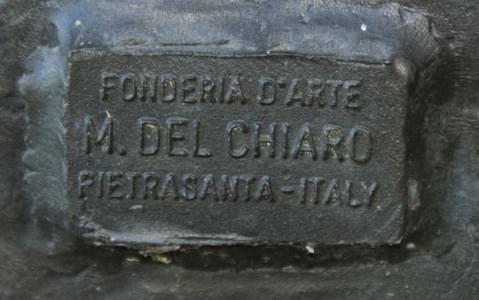 FONDERIA D'ARTE
M. DEL CHIARO
PIETRASANTA-ITALY